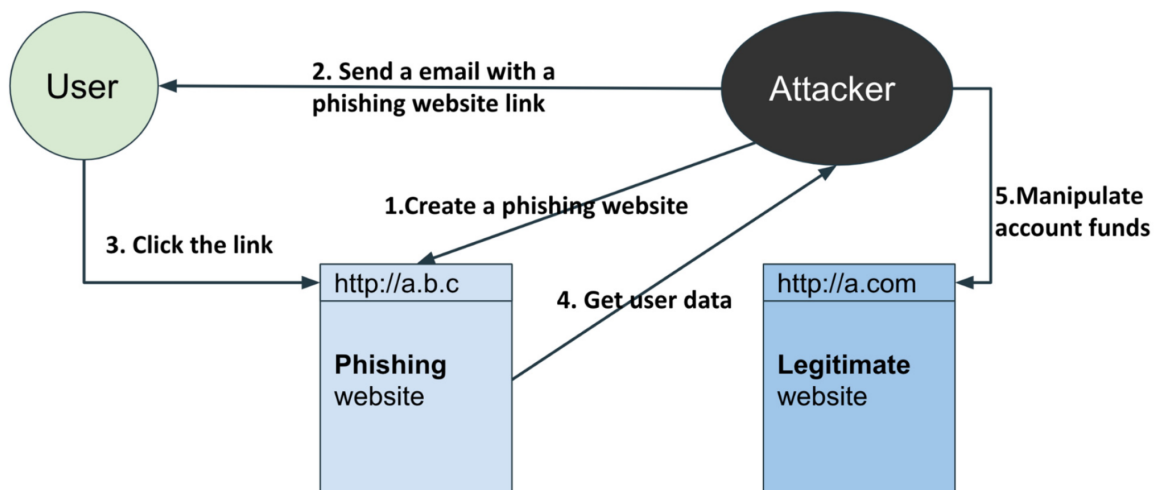 User
2. Send a email with a
phishing website link
Attacker
1.Create a phishing website
5.Manipulate
account funds
3. Click the link
http://a.b.c
4. Get user data
http://a.com
Phishing
website
Legitimate
website